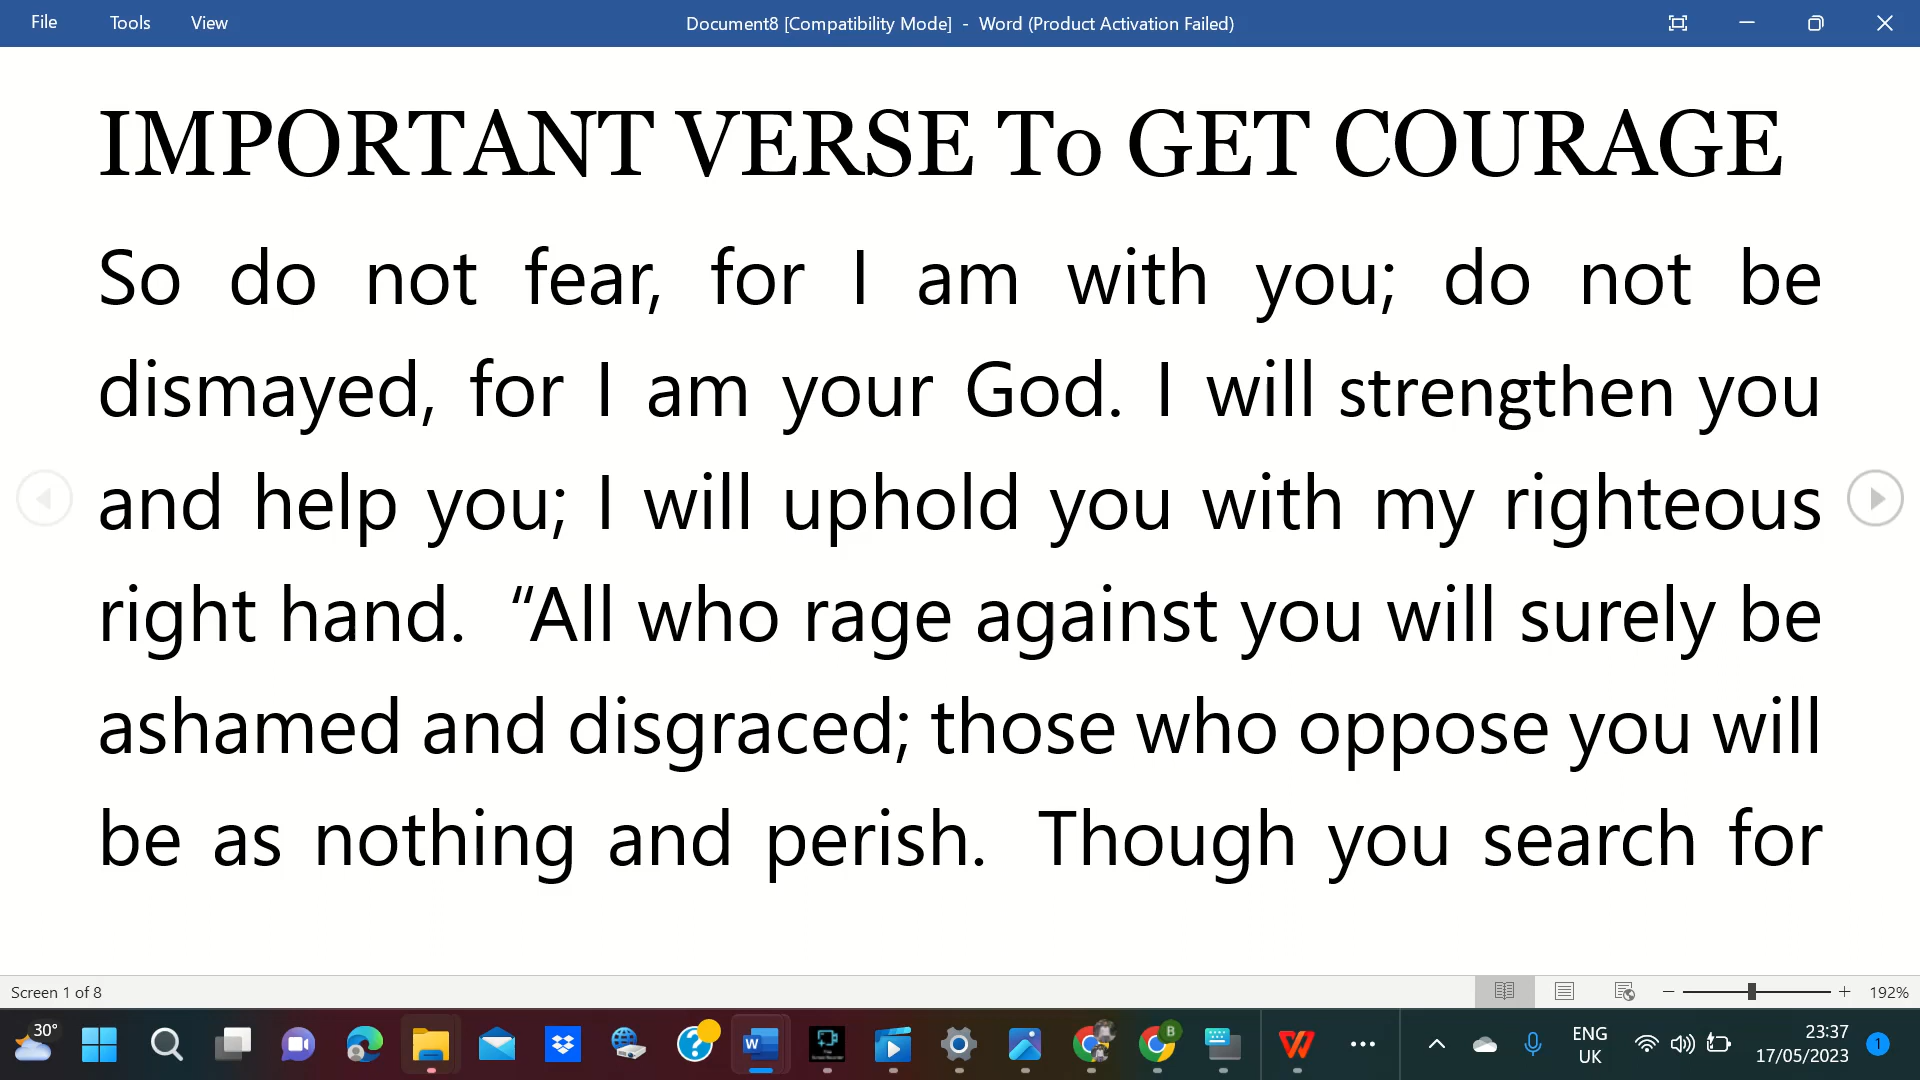 File Tools View Document8 [Compatibility Mode] - Word (Product Activation Failed)
IMPORTANT VERSE To GET COURAGE
So do not fear, for I am with you; do not be
dismayed, for I am your God. I will strengthen you
and help you; I will uphold you with my righteous
right hand. “All who rage against you will surely be
ashamed and disgraced; those who oppose you will
be as nothing and perish. Though you search for
Screen 1 of 8 192%
30° ENG 23:37
UK 17/05/2023 1